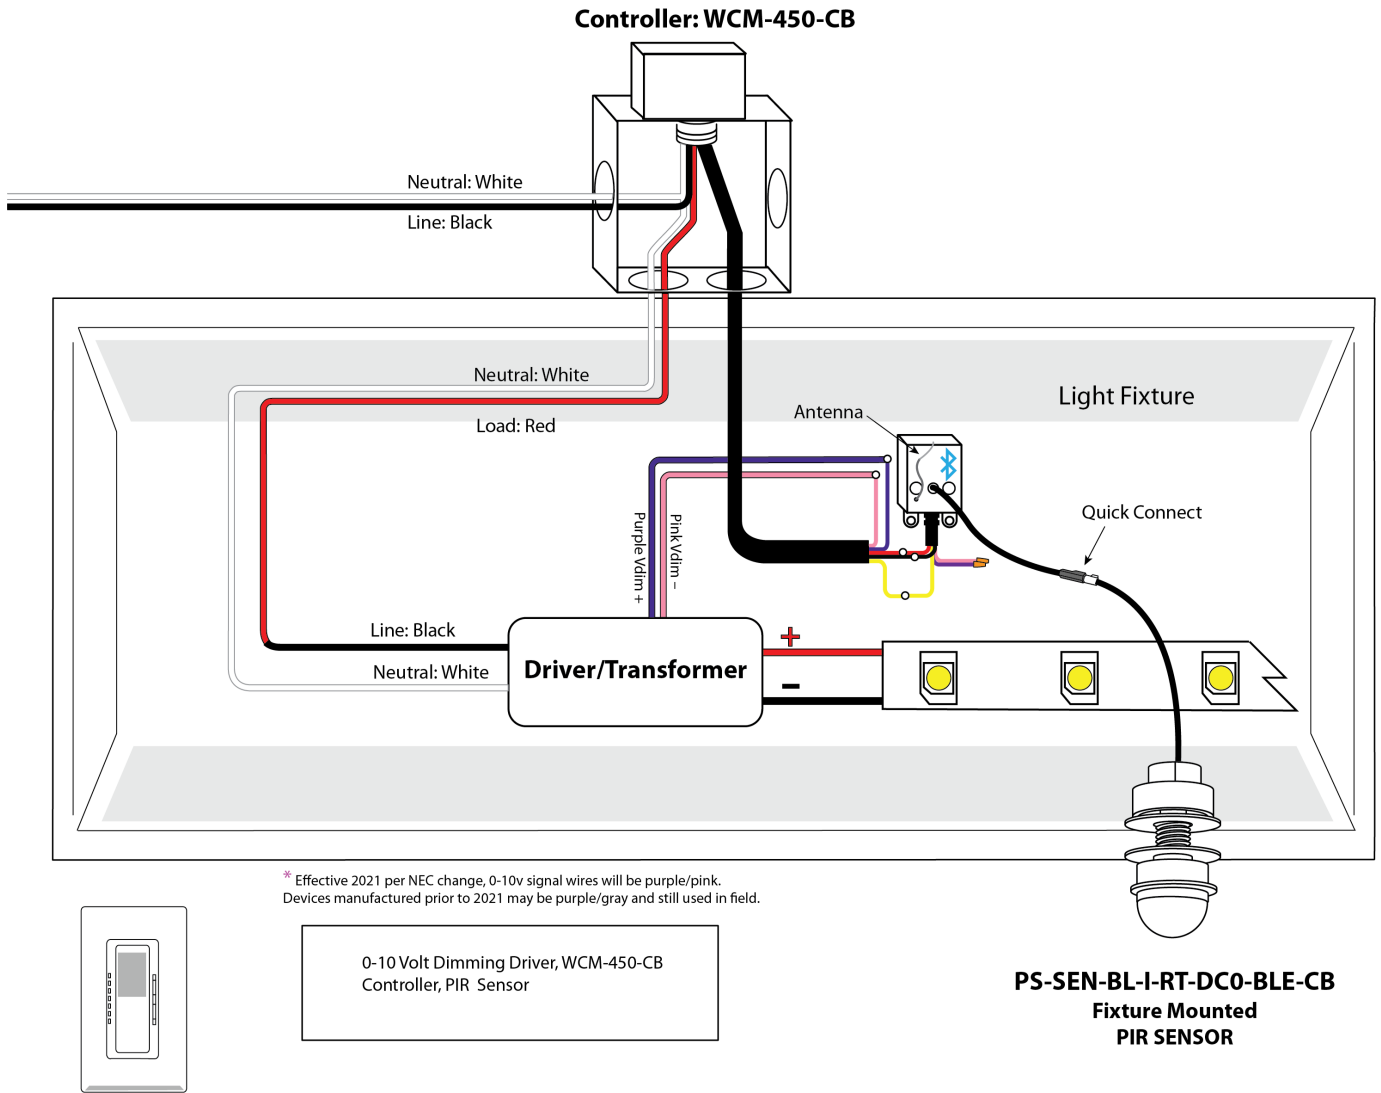 Controller: WCM-450-CB
Neutral: White
Line: Black
Neutral: White
Load: Red
Light Fixture
Antenna
Quick Connect
Purple Vdim +
Pink Vdim –
Line: Black
Neutral: White
Driver/Transformer
+
-
* Effective 2021 per NEC change, 0-10v signal wires will be purple/pink.
Devices manufactured prior to 2021 may be purple/gray and still used in field.
0-10 Volt Dimming Driver, WCM-450-CB
Controller, PIR Sensor
PS-SEN-BL-I-RT-DC0-BLE-CB
Fixture Mounted
PIR SENSOR